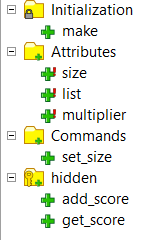 Initialization
make
Attributes
size
list
multiplier
Commands
set_size
hidden
add_score
get_score